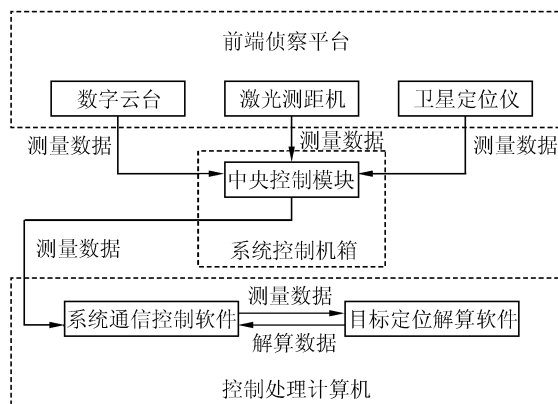 前端侦察平台
数字云台
激光测距机
卫星定位仪
测量数据
测量数据
测量数据
中央控制模块
测量数据
系统控制机箱
测量数据
系统通信控制软件
目标定位解算软件
解算数据
控制处理计算机